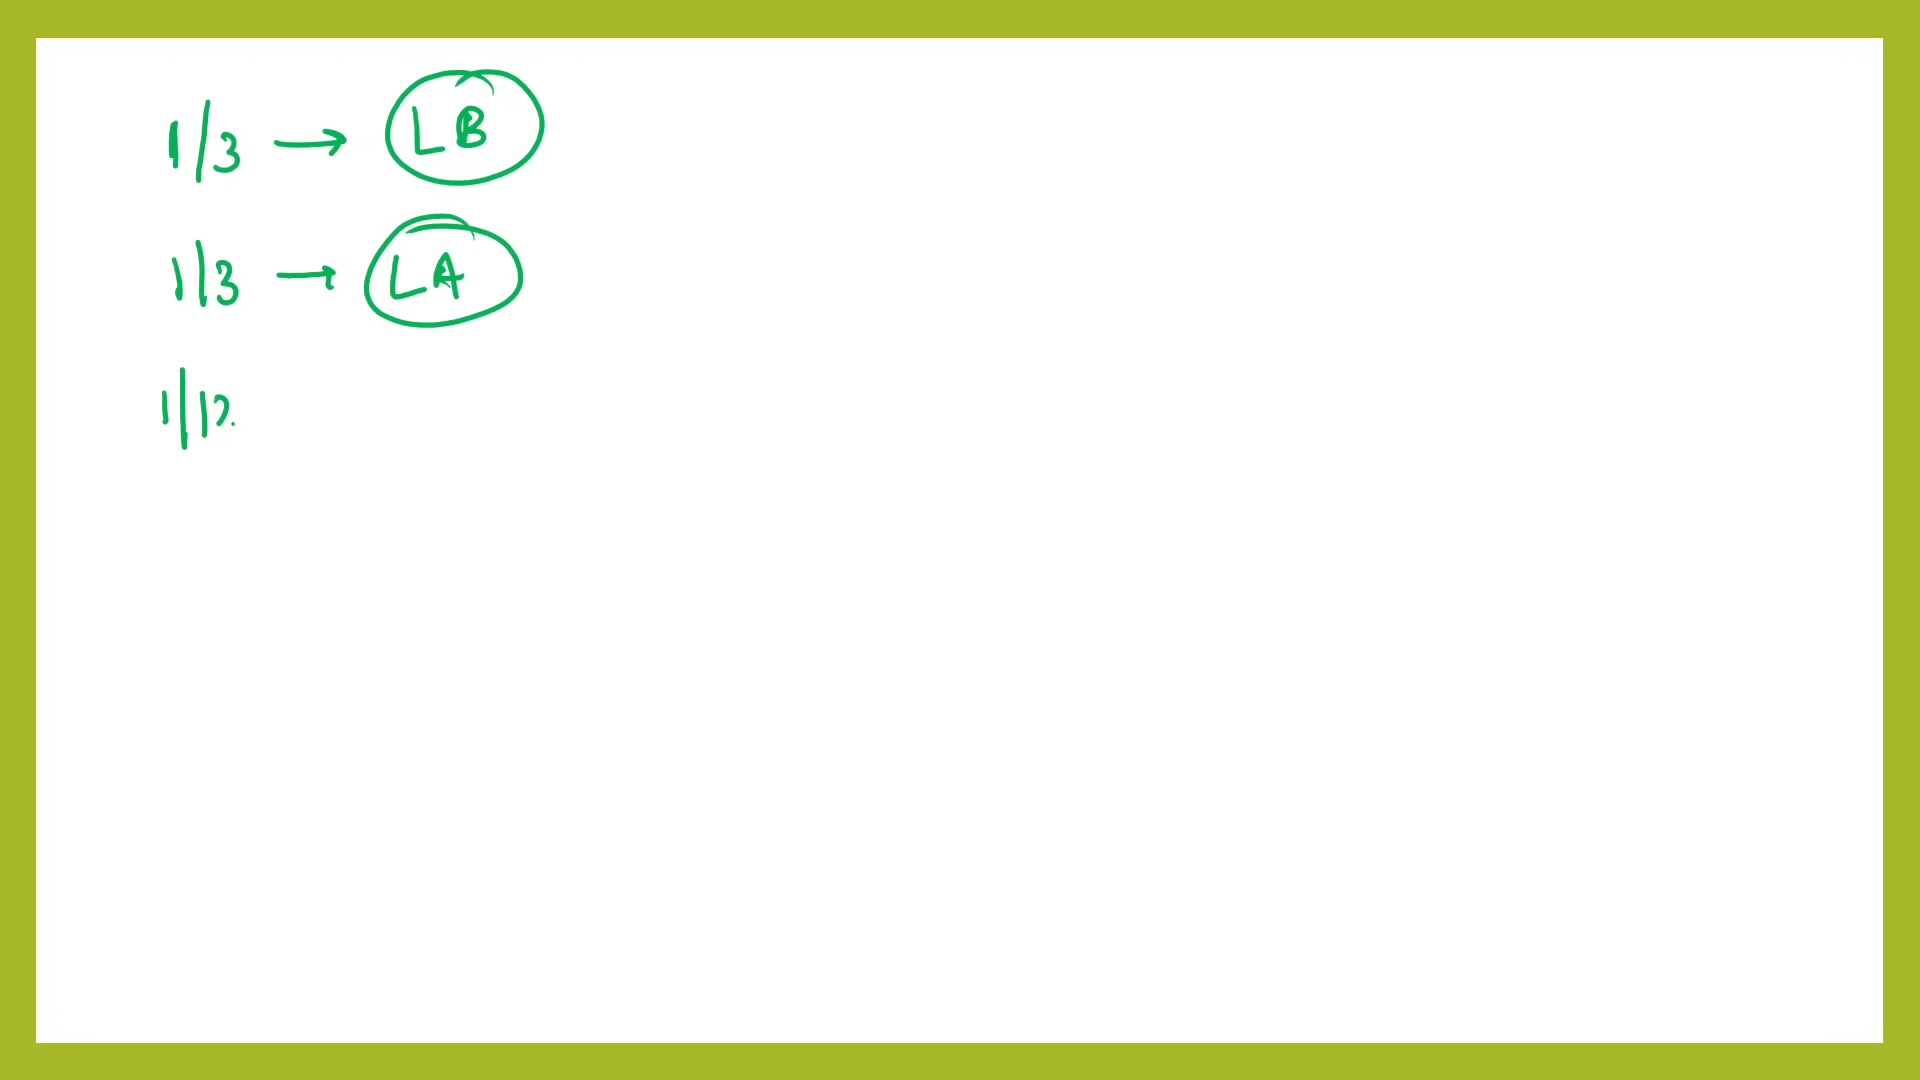 1/3 → LB
1/3 → LA
1/12